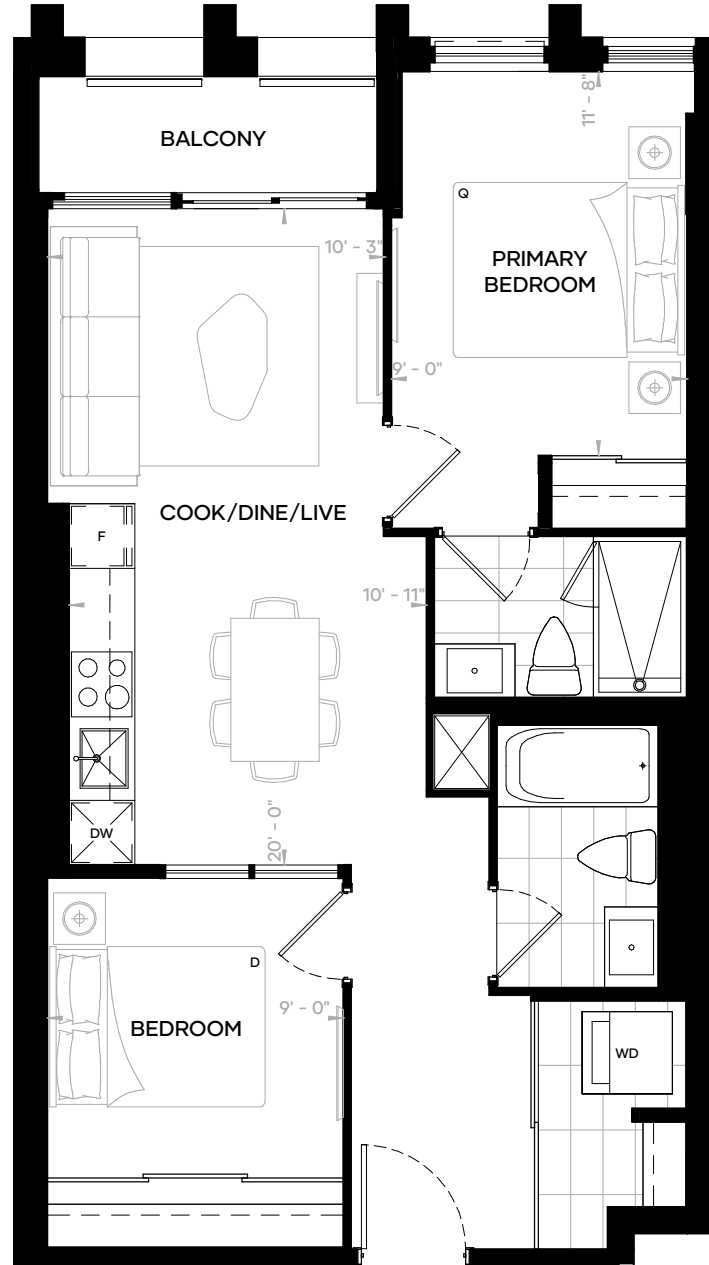 11' - 8"
BALCONY
Q
10' - 3"
PRIMARY
BEDROOM
9' - 0"
COOK/DINE/LIVE
F
10' - 11"
20' - 0"
DW
D
9' - 0"
BEDROOM
WD